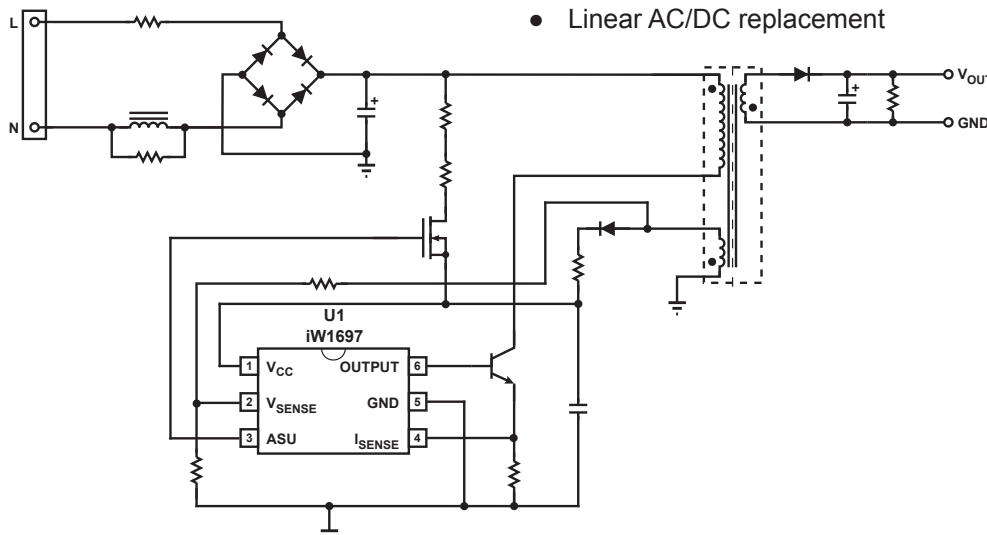 • Linear AC/DC replacement
L
N
+
+
VOUT
GND
U1
iW1697
1 VCC OUTPUT 6
2 VSENSE GND 5
3 ASU ISENSE 4